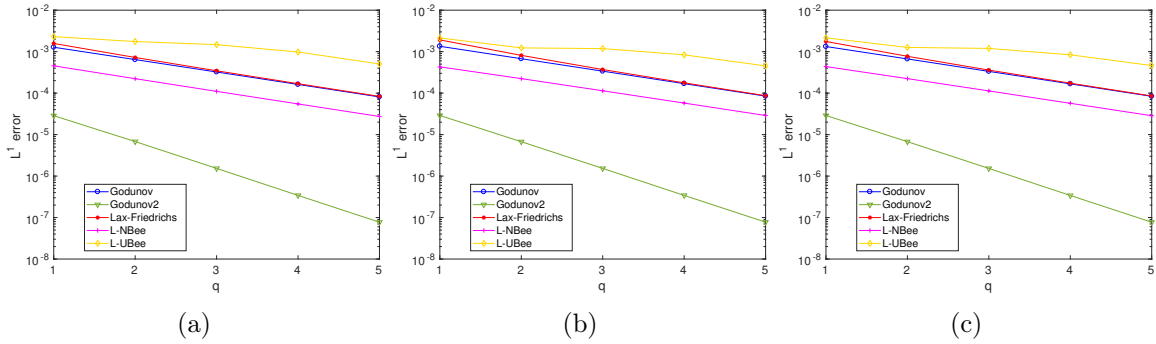 10^-2
10^-3
10^-4
10^-5
10^-6
10^-7
10^-8
L^1 error
Godunov
Godunov2
Lax-Friedrichs
L-NBee
L-UBee
1 2 3 4 5
q
(a)
10^-2
10^-3
10^-4
10^-5
10^-6
10^-7
10^-8
L^1 error
Godunov
Godunov2
Lax-Friedrichs
L-NBee
L-UBee
1 2 3 4 5
q
(b)
10^-2
10^-3
10^-4
10^-5
10^-6
10^-7
10^-8
L^1 error
Godunov
Godunov2
Lax-Friedrichs
L-NBee
L-UBee
1 2 3 4 5
q
(c)